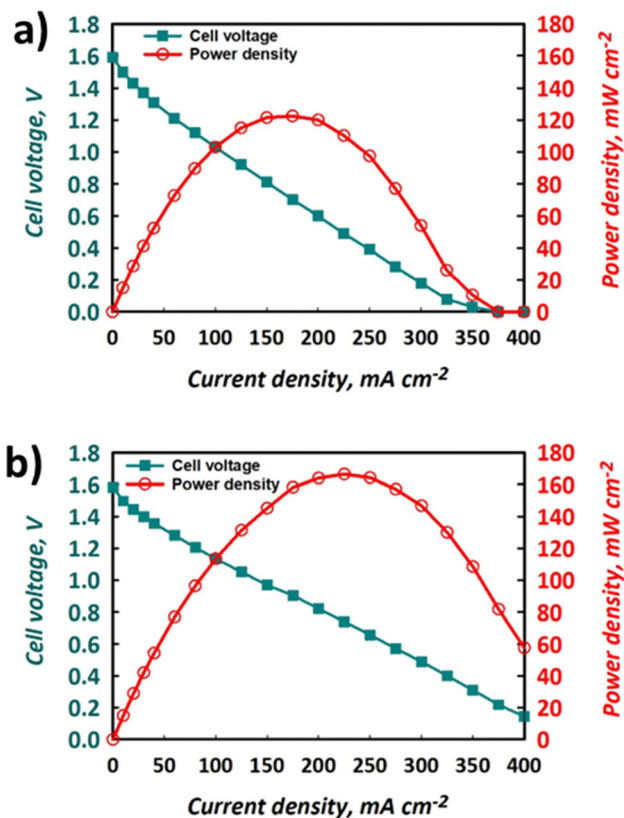 a)
Cell voltage
Power density
1.8
1.6
1.4
1.2
1.0
0.8
0.6
0.4
0.2
0.0
Cell voltage, V
180
160
140
120
100
80
60
40
20
0
Power density, mW cm-2
0 50 100 150 200 250 300 350 400
Current density, mA cm-2
b)
Cell voltage
Power density
1.8
1.6
1.4
1.2
1.0
0.8
0.6
0.4
0.2
0.0
Cell voltage, V
180
160
140
120
100
80
60
40
20
0
Power density, mW cm-2
0 50 100 150 200 250 300 350 400
Current density, mA cm-2